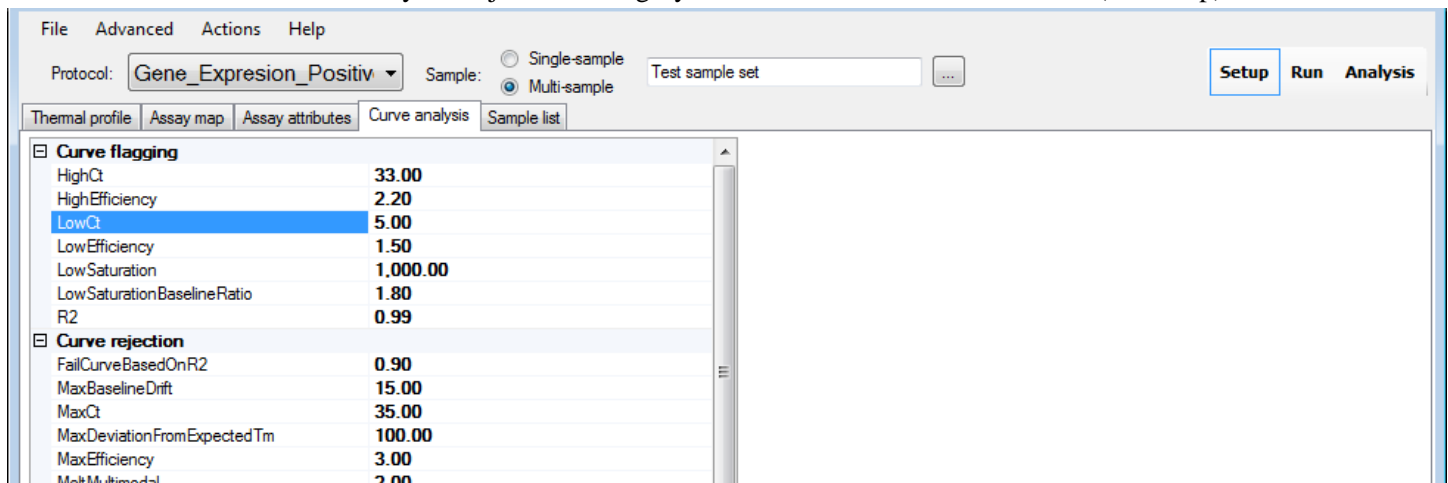 File Advanced Actions Help
Protocol: Gene_Expresion_Positiv Sample: Single-sample Multi-sample Test sample set ... Setup Run Analysis
Thermal profile Assay map Assay attributes Curve analysis Sample list
Curve flagging
HighCt 33.00
HighEfficiency 2.20
LowCt 5.00
LowEfficiency 1.50
LowSaturation 1,000.00
LowSaturationBaselineRatio 1.80
R2 0.99
Curve rejection
FailCurveBasedOnR2 0.90
MaxBaselineDrift 15.00
MaxCt 35.00
MaxDeviationFromExpectedTm 100.00
MaxEfficiency 3.00
MeltMultimodal 2.00